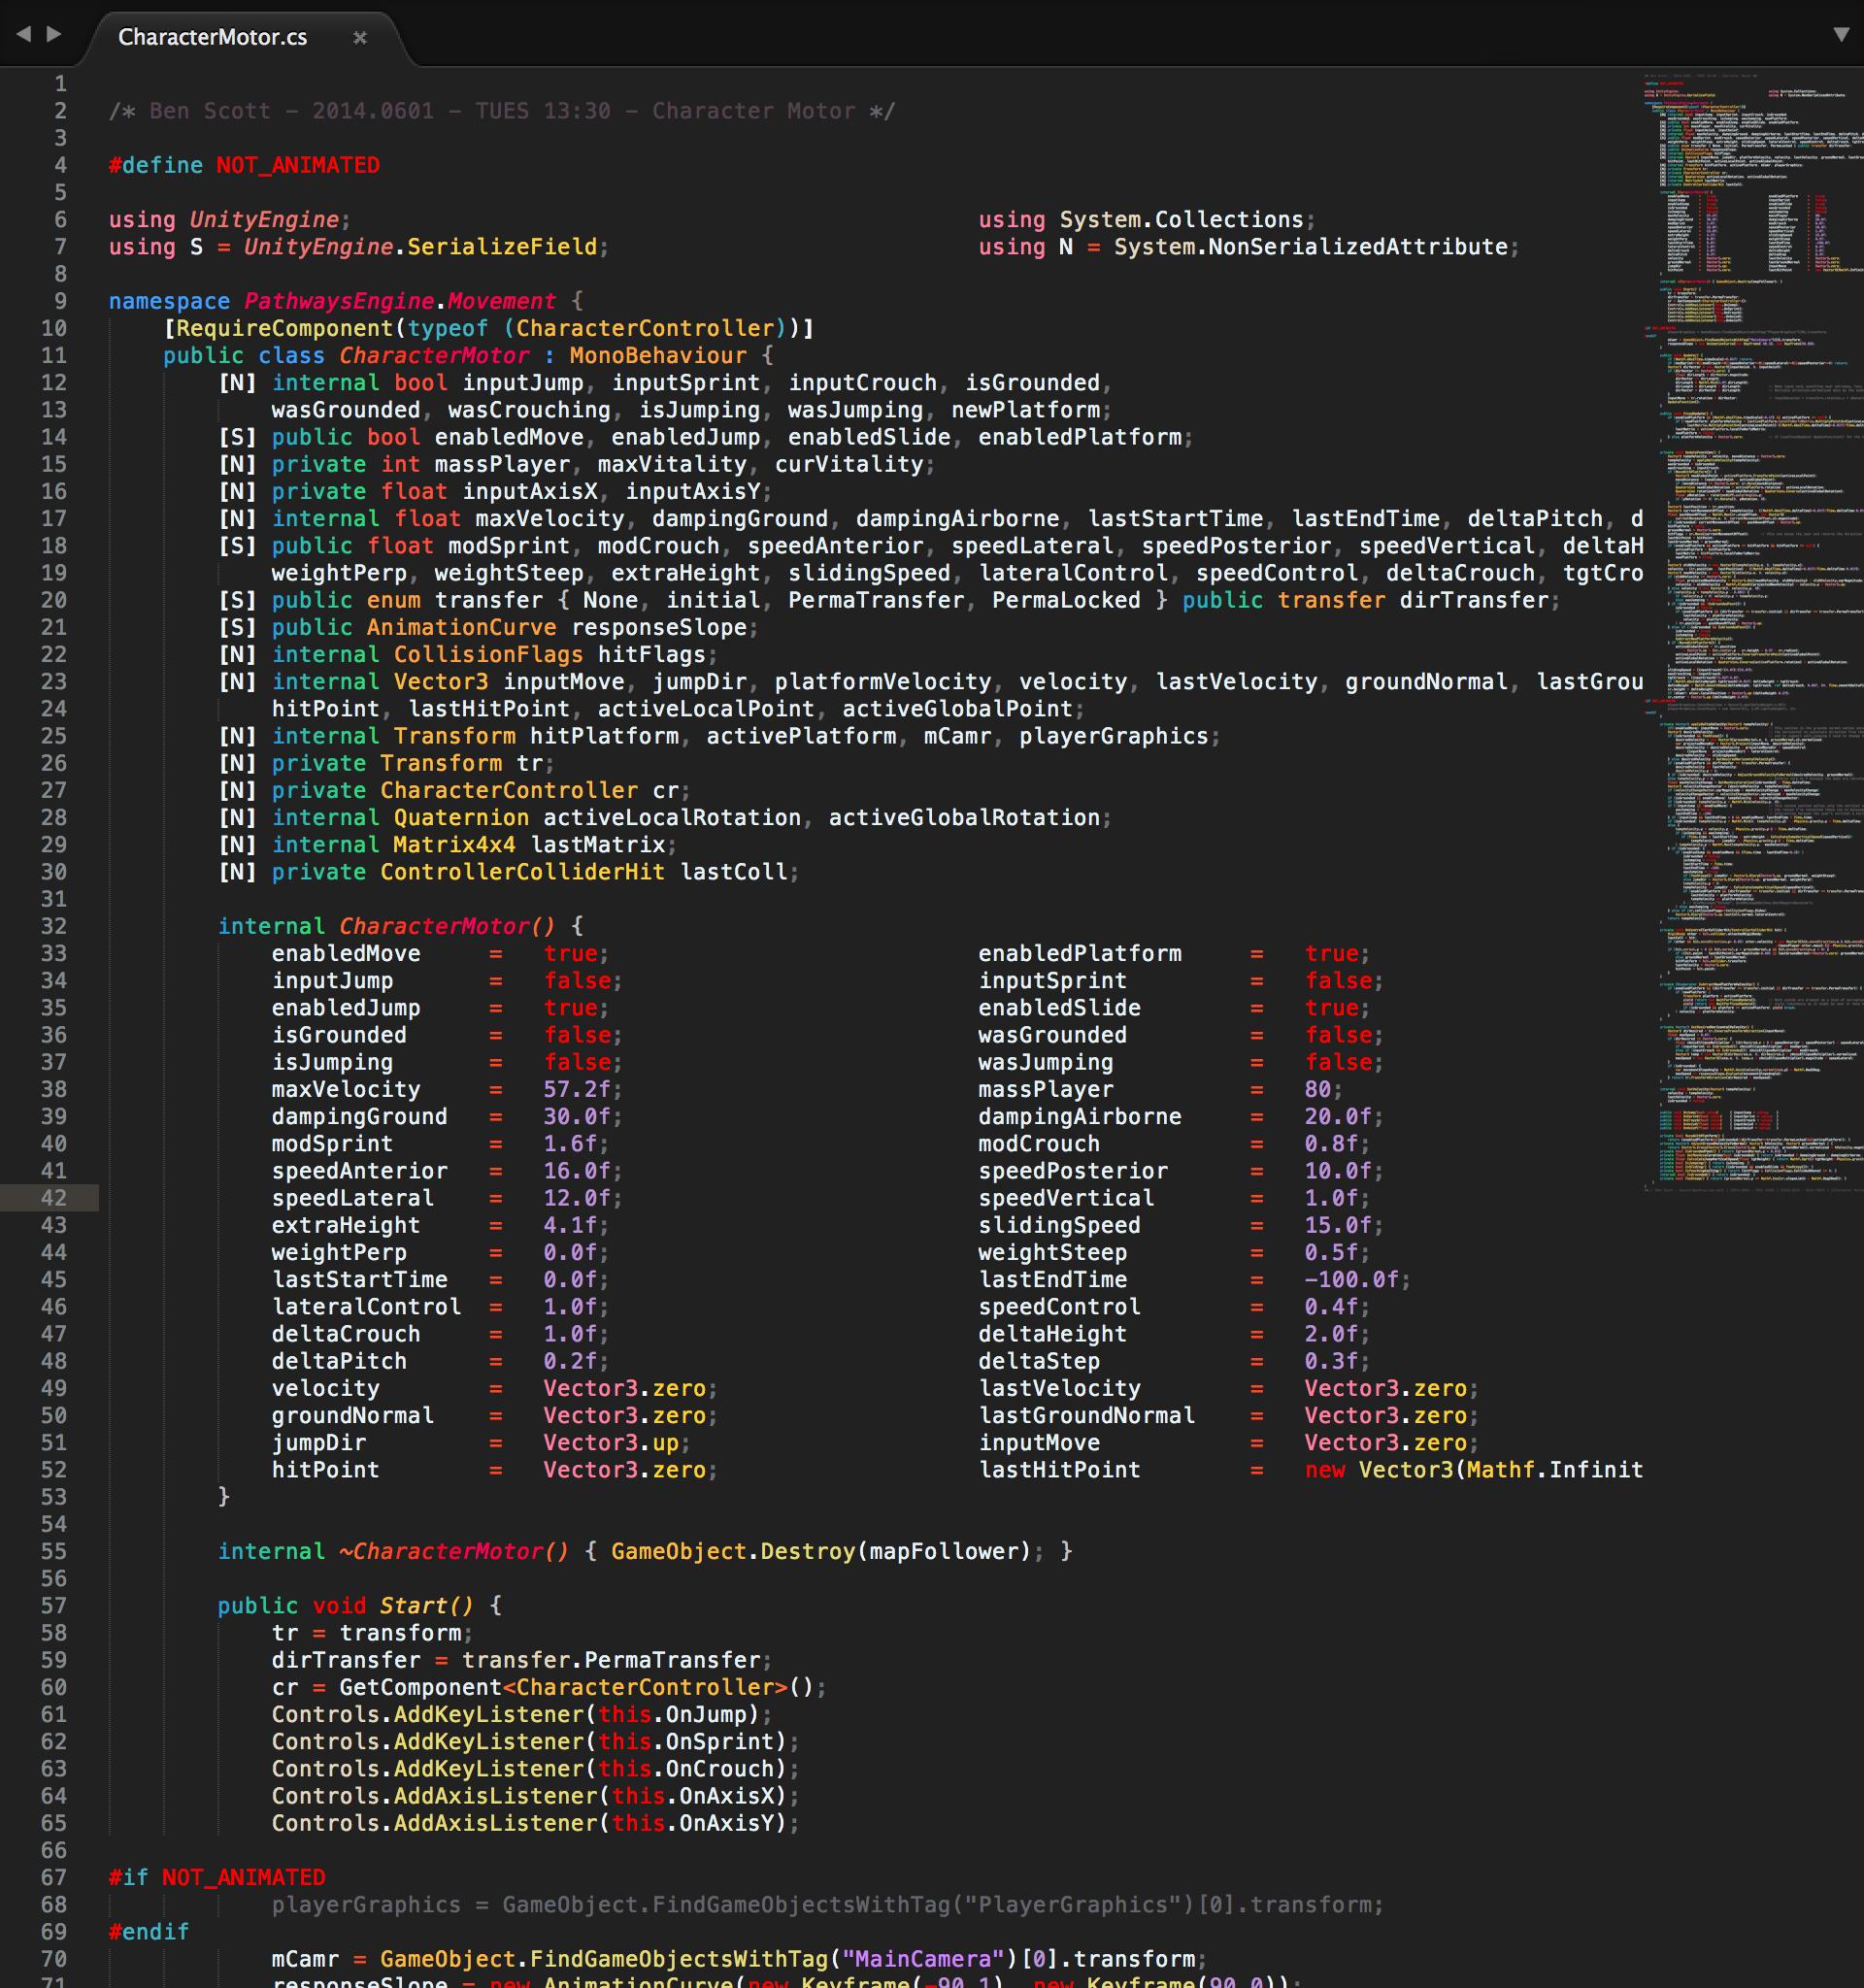 CharacterMotor.cs ×
1
2 /* Ben Scott - 2014.0601 - TUES 13:30 - Character Motor */
3
4 #define NOT_ANIMATED
5
6 using UnityEngine; using System.Collections;
7 using S = UnityEngine.SerializeField; using N = System.NonSerializedAttribute;
8
9 namespace PathwaysEngine.Movement {
10 [RequireComponent(typeof (CharacterController))]
11 public class CharacterMotor : MonoBehaviour {
12 [N] internal bool inputJump, inputSprint, inputCrouch, isGrounded,
13 wasGrounded, wasCrouching, isJumping, wasJumping, newPlatform;
14 [S] public bool enabledMove, enabledJump, enabledSlide, enabledPlatform;
15 [N] private int massPlayer, maxVitality, curVitality;
16 [N] private float inputAxisX, inputAxisY;
17 [N] internal float maxVelocity, dampingGround, dampingAirborne, lastStartTime, lastEndTime, deltaPitch, d
18 [S] public float modSprint, modCrouch, speedAnterior, speedLateral, speedPosterior, speedVertical, deltaH
19 weightPerp, weightSteep, extraHeight, slidingSpeed, lateralControl, speedControl, deltaCrouch, tgtCro
20 [S] public enum transfer { None, initial, PermaTransfer, PermaLocked } public transfer dirTransfer;
21 [S] public AnimationCurve responseSlope;
22 [N] internal CollisionFlags hitFlags;
23 [N] internal Vector3 inputMove, jumpDir, platformVelocity, velocity, lastVelocity, groundNormal, lastGrou
24 hitPoint, lastHitPoint, activeLocalPoint, activeGlobalPoint;
25 [N] internal Transform hitPlatform, activePlatform, mCamr, playerGraphics;
26 [N] private Transform tr;
27 [N] private CharacterController cr;
28 [N] internal Quaternion activeLocalRotation, activeGlobalRotation;
29 [N] internal Matrix4x4 lastMatrix;
30 [N] private ControllerColliderHit lastColl;
31
32 internal CharacterMotor() {
33 enabledMove = true; enabledPlatform = true;
34 inputJump = false; inputSprint = false;
35 enabledJump = true; enabledSlide = true;
36 isGrounded = false; wasGrounded = false;
37 isJumping = false; wasJumping = false;
38 maxVelocity = 57.2f; massPlayer = 80;
39 dampingGround = 30.0f; dampingAirborne = 20.0f;
40 modSprint = 1.6f; modCrouch = 0.8f;
41 speedAnterior = 16.0f; speedPosterior = 10.0f;
42 speedLateral = 12.0f; speedVertical = 1.0f;
43 extraHeight = 4.1f; slidingSpeed = 15.0f;
44 weightPerp = 0.0f; weightSteep = 0.5f;
45 lastStartTime = 0.0f; lastEndTime = -100.0f;
46 lateralControl = 1.0f; speedControl = 0.4f;
47 deltaCrouch = 1.0f; deltaHeight = 2.0f;
48 deltaPitch = 0.2f; deltaStep = 0.3f;
49 velocity = Vector3.zero; lastVelocity = Vector3.zero;
50 groundNormal = Vector3.zero; lastGroundNormal = Vector3.zero;
51 jumpDir = Vector3.up; inputMove = Vector3.zero;
52 hitPoint = Vector3.zero; lastHitPoint = new Vector3(Mathf.Infinit
53 }
54
55 internal ~CharacterMotor() { GameObject.Destroy(mapFollower); }
56
57 public void Start() {
58 tr = transform;
59 dirTransfer = transfer.PermaTransfer;
60 cr = GetComponent<CharacterController>();
61 Controls.AddKeyListener(this.OnJump);
62 Controls.AddKeyListener(this.OnSprint);
63 Controls.AddKeyListener(this.OnCrouch);
64 Controls.AddAxisListener(this.OnAxisX);
65 Controls.AddAxisListener(this.OnAxisY);
66
67 #if NOT_ANIMATED
68 playerGraphics = GameObject.FindGameObjectsWithTag("PlayerGraphics")[0].transform;
69 #endif
70 mCamr = GameObject.FindGameObjectsWithTag("MainCamera")[0].transform;
71 responseSlope = new AnimationCurve(new Keyframe(-90,1), new Keyframe(90,0));